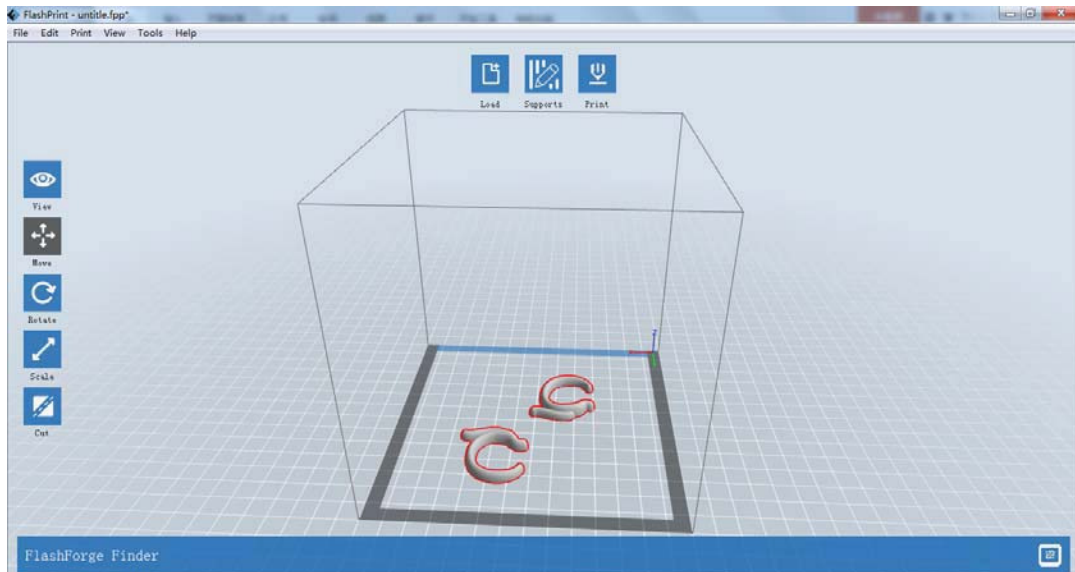 FlashPrint - untitle.fpp*
File Edit Print View Tools Help
Load Supports Print
View
Move
Rotate
Scale
Cut
Z
FlashForge Finder